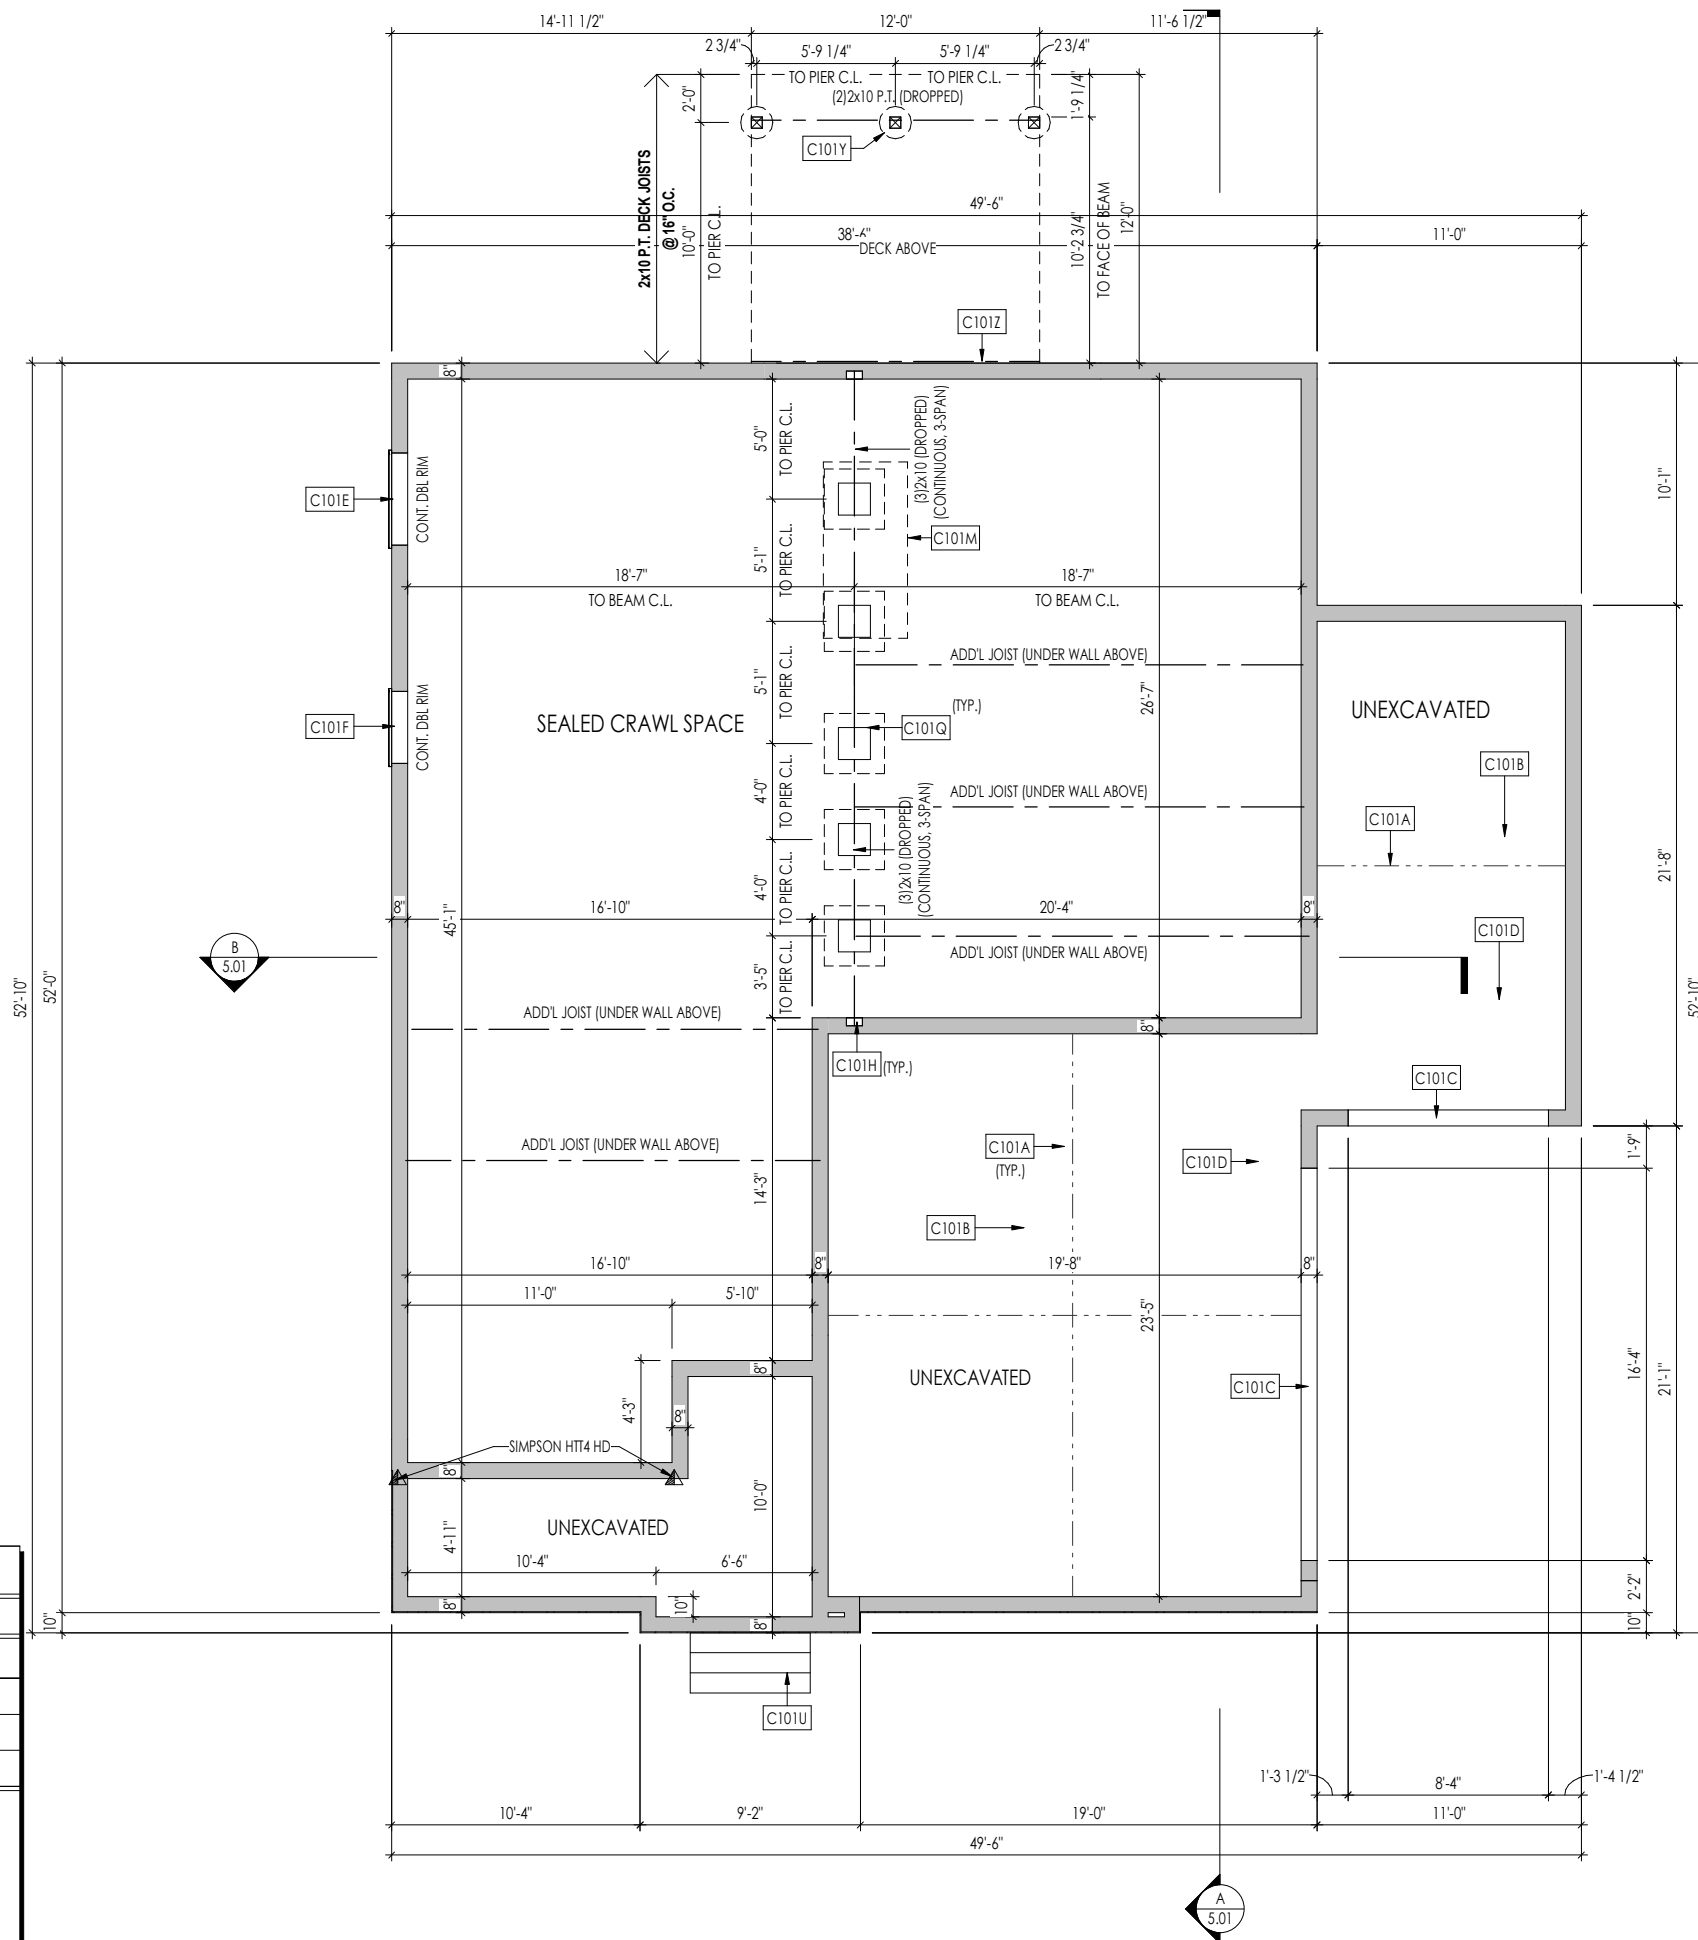 14'-11 1/2"
12'-0"
11'-6 1/2"
2 3/4"
5'-9 1/4"
5'-9 1/4"
2 3/4"
TO PIER C.L.
TO PIER C.L.
(2)2x10 P.T. (DROPPED)
2'-0"
1'-9 1/4"
C101Y
2x10 P.T. DECK JOISTS
@ 16" O.C.
10'-0"
TO PIER C.L.
10'-2 3/4"
TO FACE OF BEAM
12'-0"
49'-6"
38'-6"
DECK ABOVE
11'-0"
C101Z
8"
5'-0"
TO PIER C.L.
(3)2x10 (DROPPED)
(CONTINUOUS, 3-SPAN)
C101E
CONT. DBL RIM
C101M
10'-1"
5'-1"
TO PIER C.L.
18'-7"
TO BEAM C.L.
18'-7"
TO BEAM C.L.
ADD'L JOIST (UNDER WALL ABOVE)
5'-1"
TO PIER C.L.
26'-7"
C101F
CONT. DBL RIM
SEALED CRAWL SPACE
(TYP.)
C101Q
UNEXCAVATED
C101B
4'-0"
TO PIER C.L.
ADD'L JOIST (UNDER WALL ABOVE)
C101A
(3)2x10 (DROPPED)
(CONTINUOUS, 3-SPAN)
21'-8"
8"
45'-1"
16'-10"
4'-0"
TO PIER C.L.
20'-4"
8"
C101D
B
5.01
ADD'L JOIST (UNDER WALL ABOVE)
3'-5"
TO PIER C.L.
52'-10"
52'-0"
52'-10"
ADD'L JOIST (UNDER WALL ABOVE)
8"
C101H
(TYP.)
C101C
ADD'L JOIST (UNDER WALL ABOVE)
C101A
(TYP.)
C101D
1'-9"
14'-3"
C101B
16'-10"
8"
19'-8"
8"
11'-0"
5'-10"
23'-5"
8"
UNEXCAVATED
C101C
16'-4"
21'-1"
4'-3"
8"
SIMPSON HTT4 HD
8"
10'-0"
UNEXCAVATED
4'-11"
10'-4"
6'-6"
8"
10"
8"
10"
2'-2"
10"
C101U
1'-3 1/2"
8'-4"
1'-4 1/2"
10'-4"
9'-2"
19'-0"
11'-0"
49'-6"
A
5.01